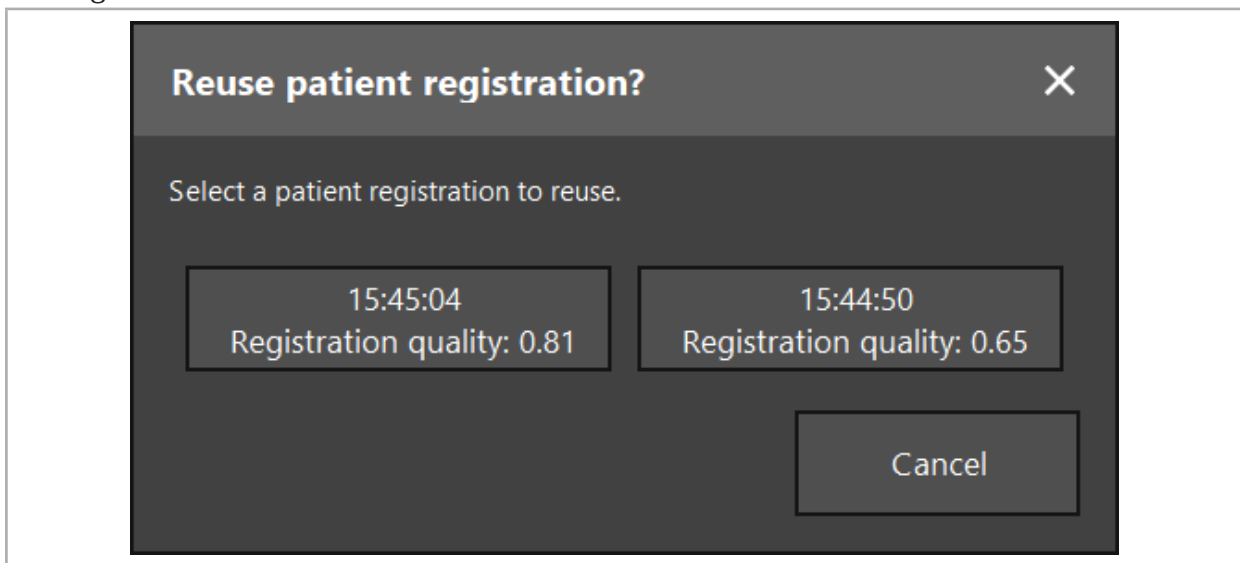 Reuse patient registration?
Select a patient registration to reuse.
15:45:04
Registration quality: 0.81
15:44:50
Registration quality: 0.65
Cancel